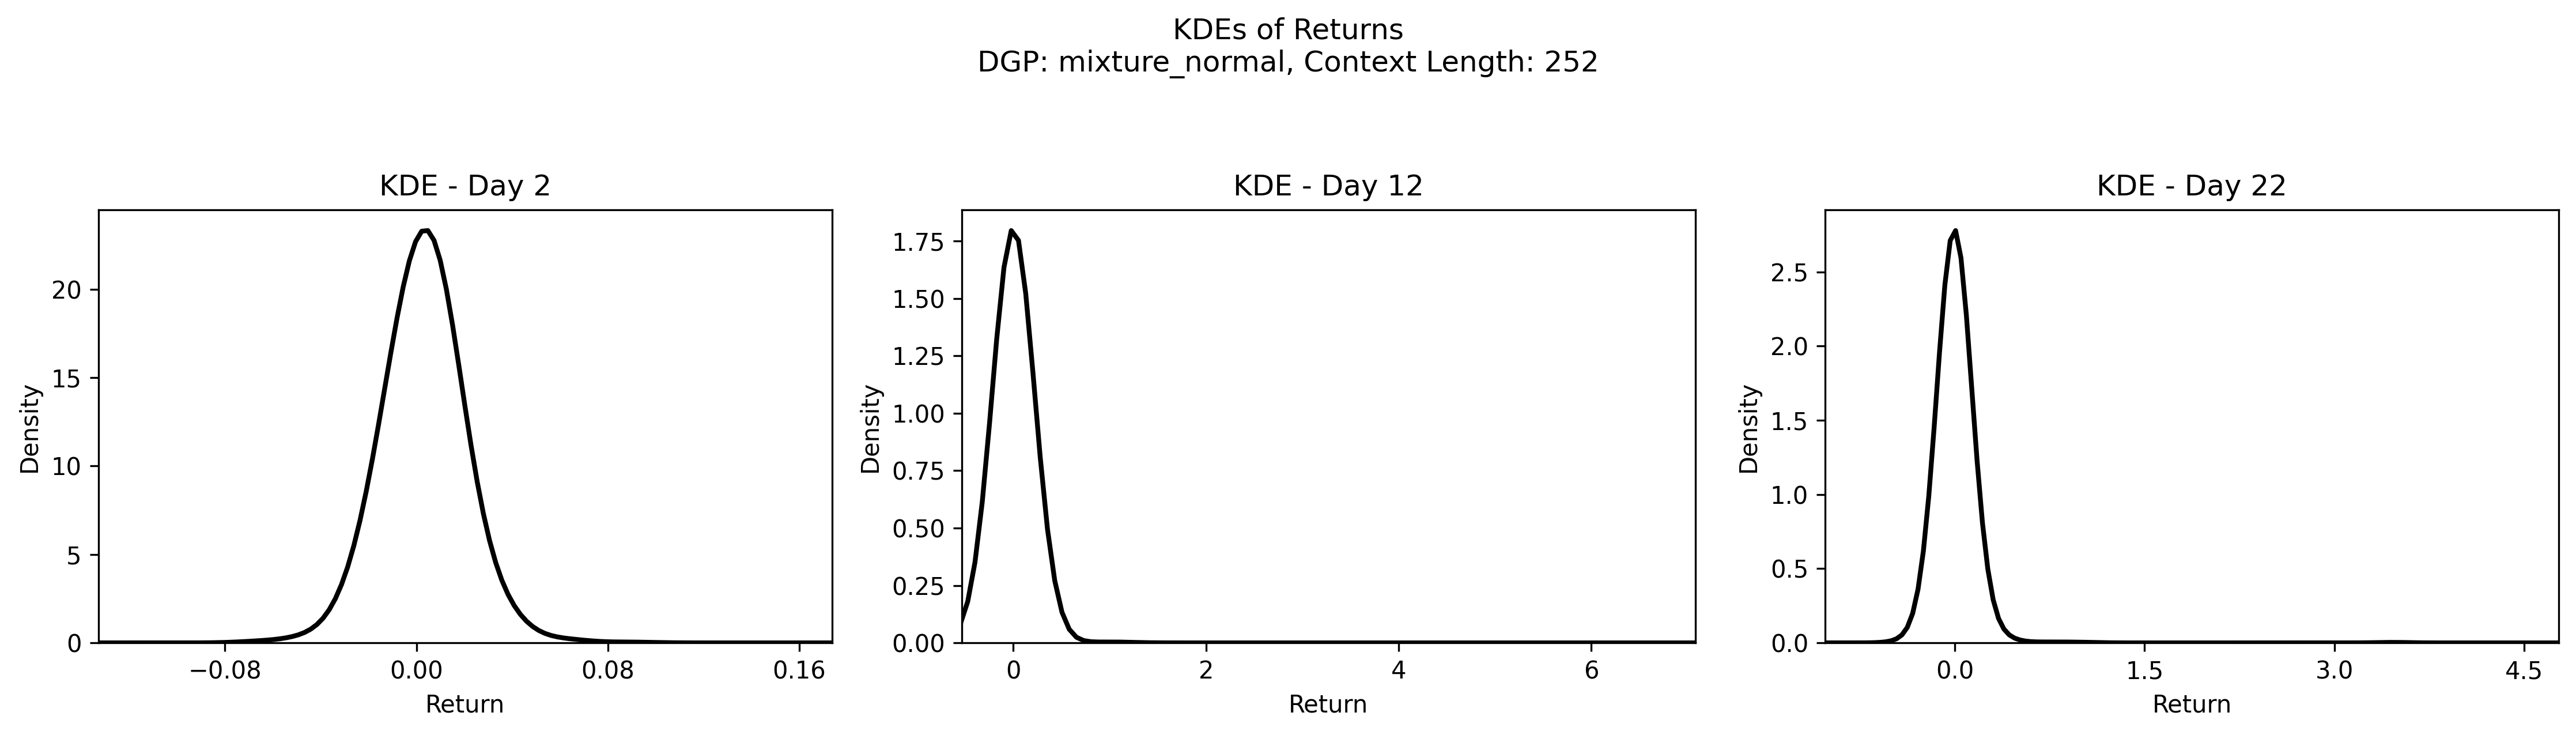 KDEs of Returns
DGP: mixture_normal, Context Length: 252
KDE - Day 2
Density
20
15
10
5
0
−0.08
0.00
0.08
0.16
Return
KDE - Day 12
Density
1.75
1.50
1.25
1.00
0.75
0.50
0.25
0.00
0
2
4
6
Return
KDE - Day 22
Density
2.5
2.0
1.5
1.0
0.5
0.0
0.0
1.5
3.0
4.5
Return